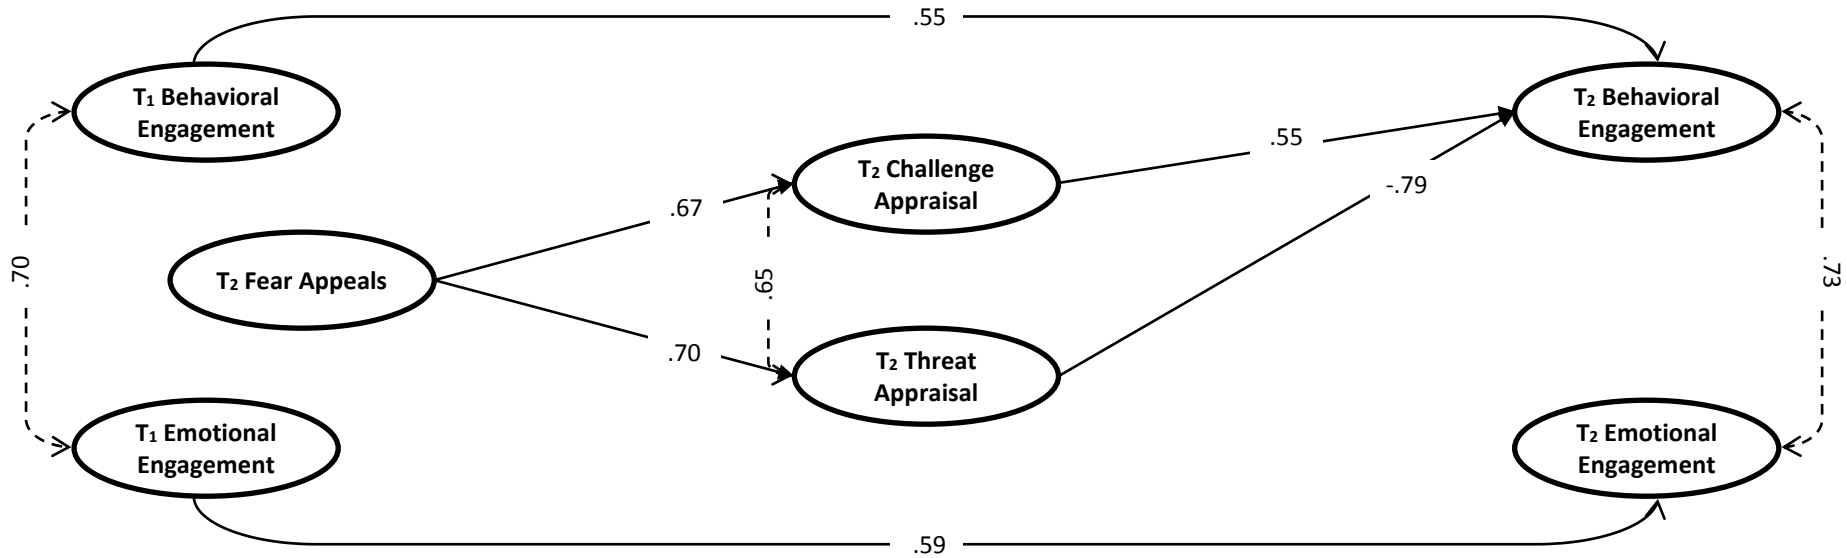 .55
T1 Behavioral
Engagement
T2 Behavioral
Engagement
.55
T2 Challenge
Appraisal
-.79
.67
.70
T2 Fear Appeals
.65
.73
.70
T2 Threat
Appraisal
T1 Emotional
Engagement
T2 Emotional
Engagement
.59